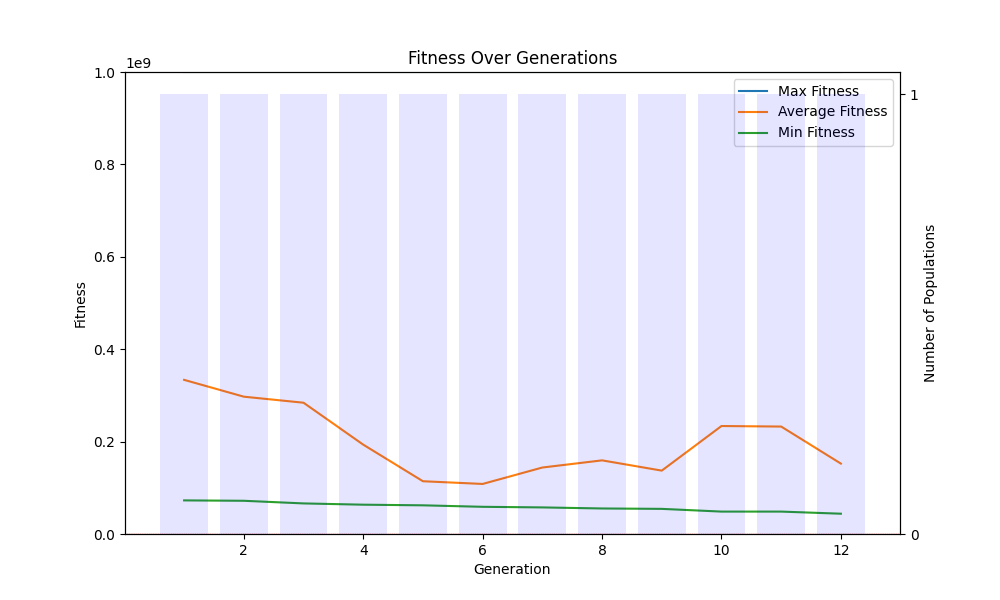 Fitness Over Generations
1e9
1.0
0.8
0.6
0.4
0.2
0.0
Fitness
Max Fitness
Average Fitness
Min Fitness
1
0
Number of Populations
2 4 6 8 10 12
Generation